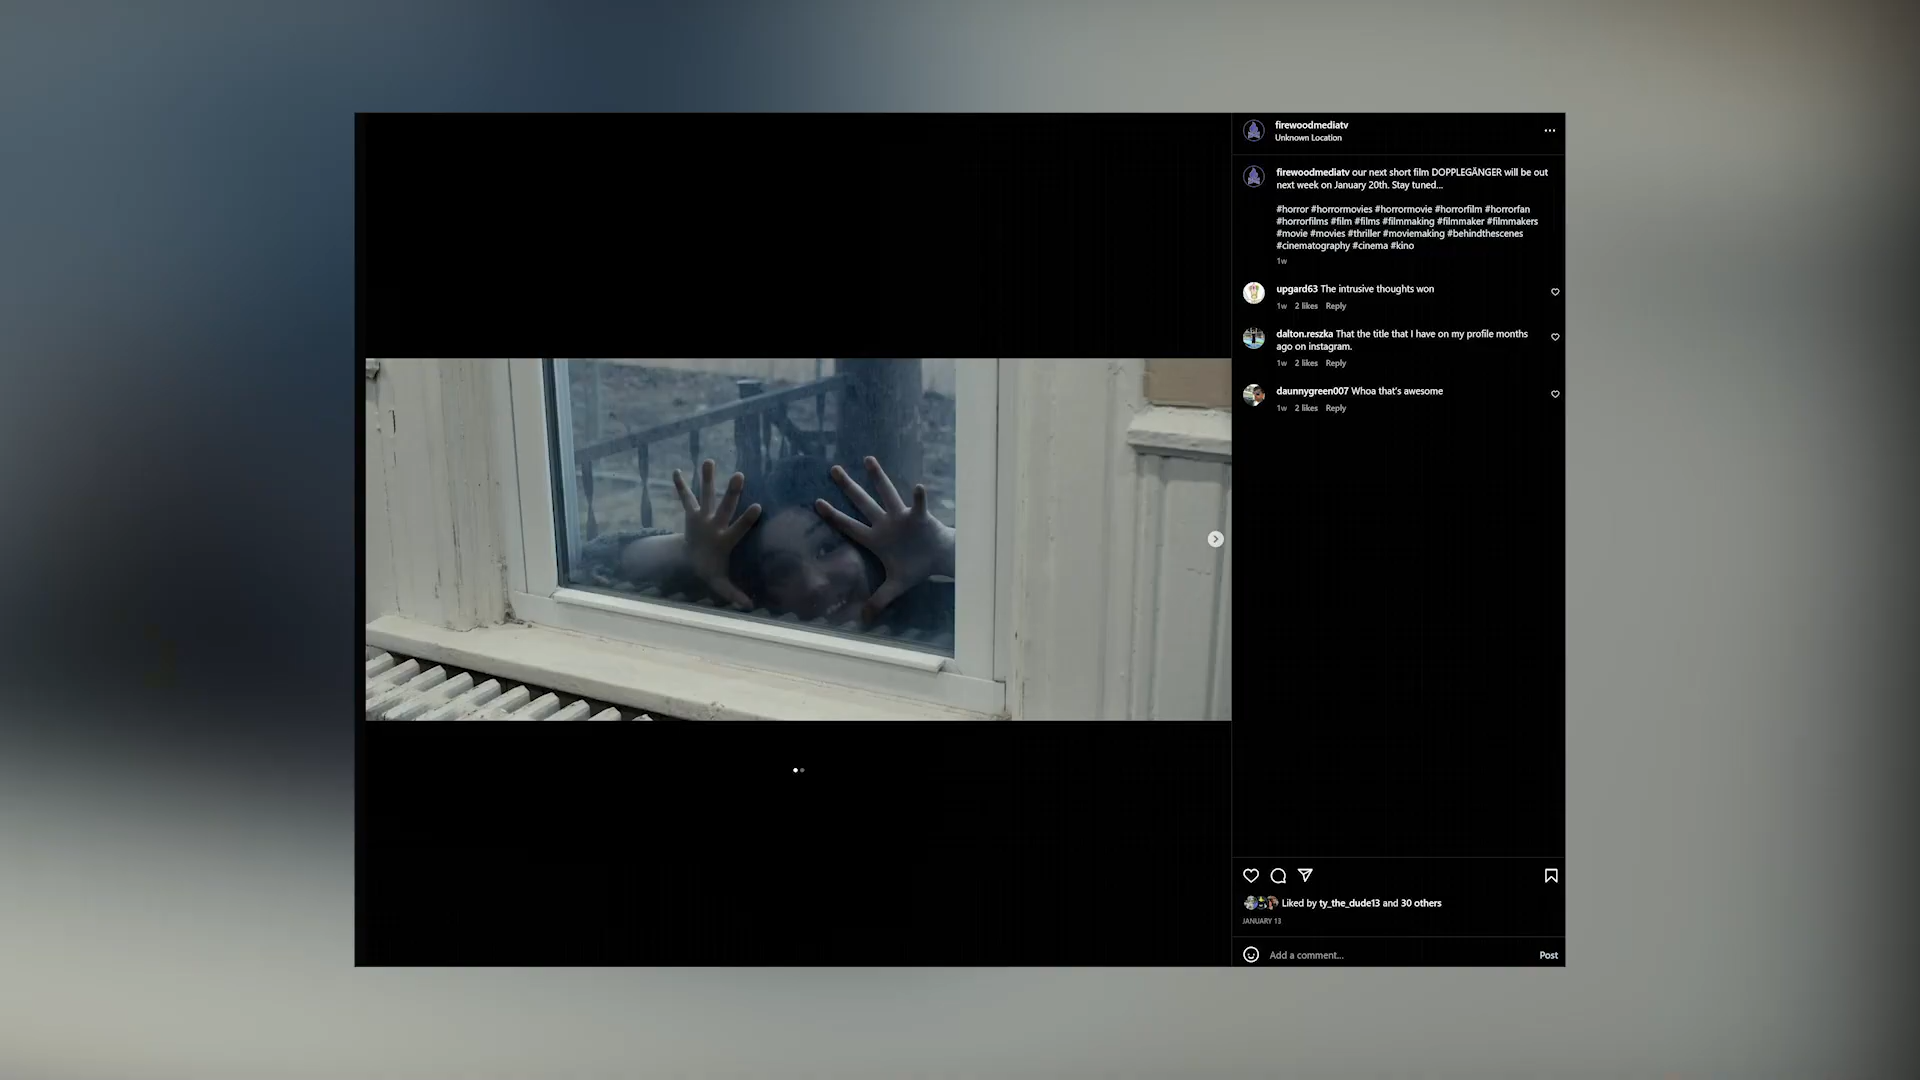 firewoodmediatv
Unknown Location
firewoodmediatv our next short film DOPPLEGÄNGER will be out
next week on January 20th. Stay tuned...
#horror #horrormovies #horrormovie #horrorfilm #horrorfan
#horrorfilms #film #films #filmmaking #filmmaker #filmmakers
#movie #movies #thriller #moviemaking #behindthescenes
#cinematography #cinema #kino
1w
upgard63 The intrusive thoughts won
1w 2 likes Reply
dalton.reszka That the title that I have on my profile months
ago on instagram.
1w 2 likes Reply
daunnygreen007 Whoa that's awesome
1w 2 likes Reply
Liked by ty_the_dude13 and 30 others
JANUARY 13
Add a comment...
Post